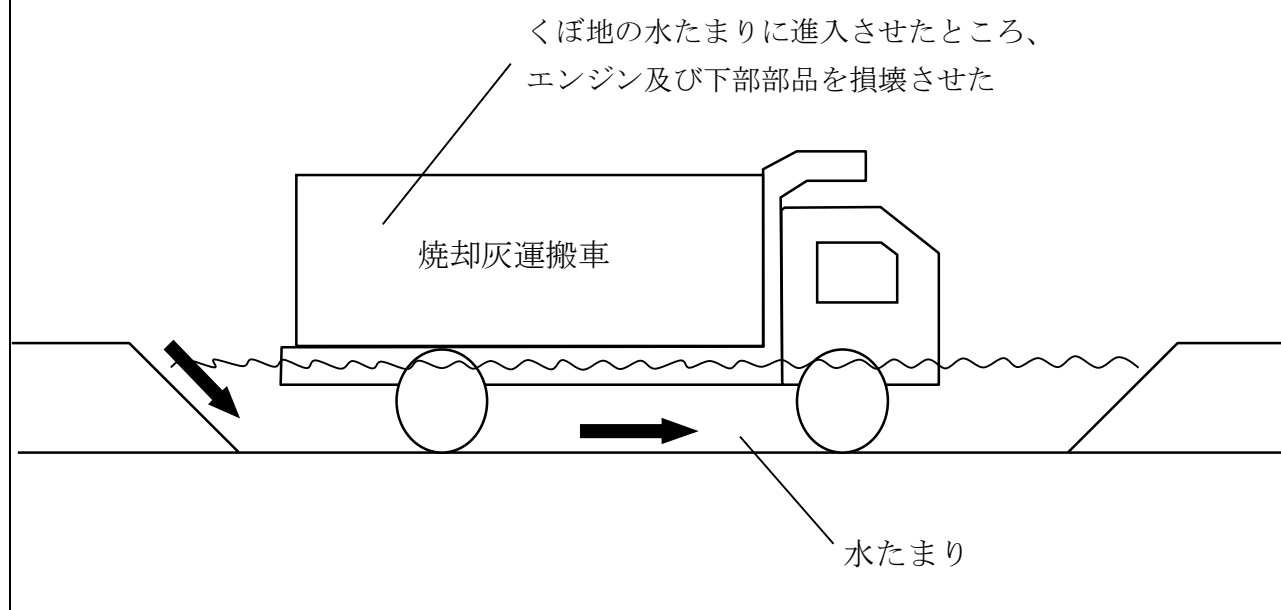 くぼ地の水たまりに進入させたところ、
エンジン及び下部部品を損壊させた
焼却灰運搬車
水たまり